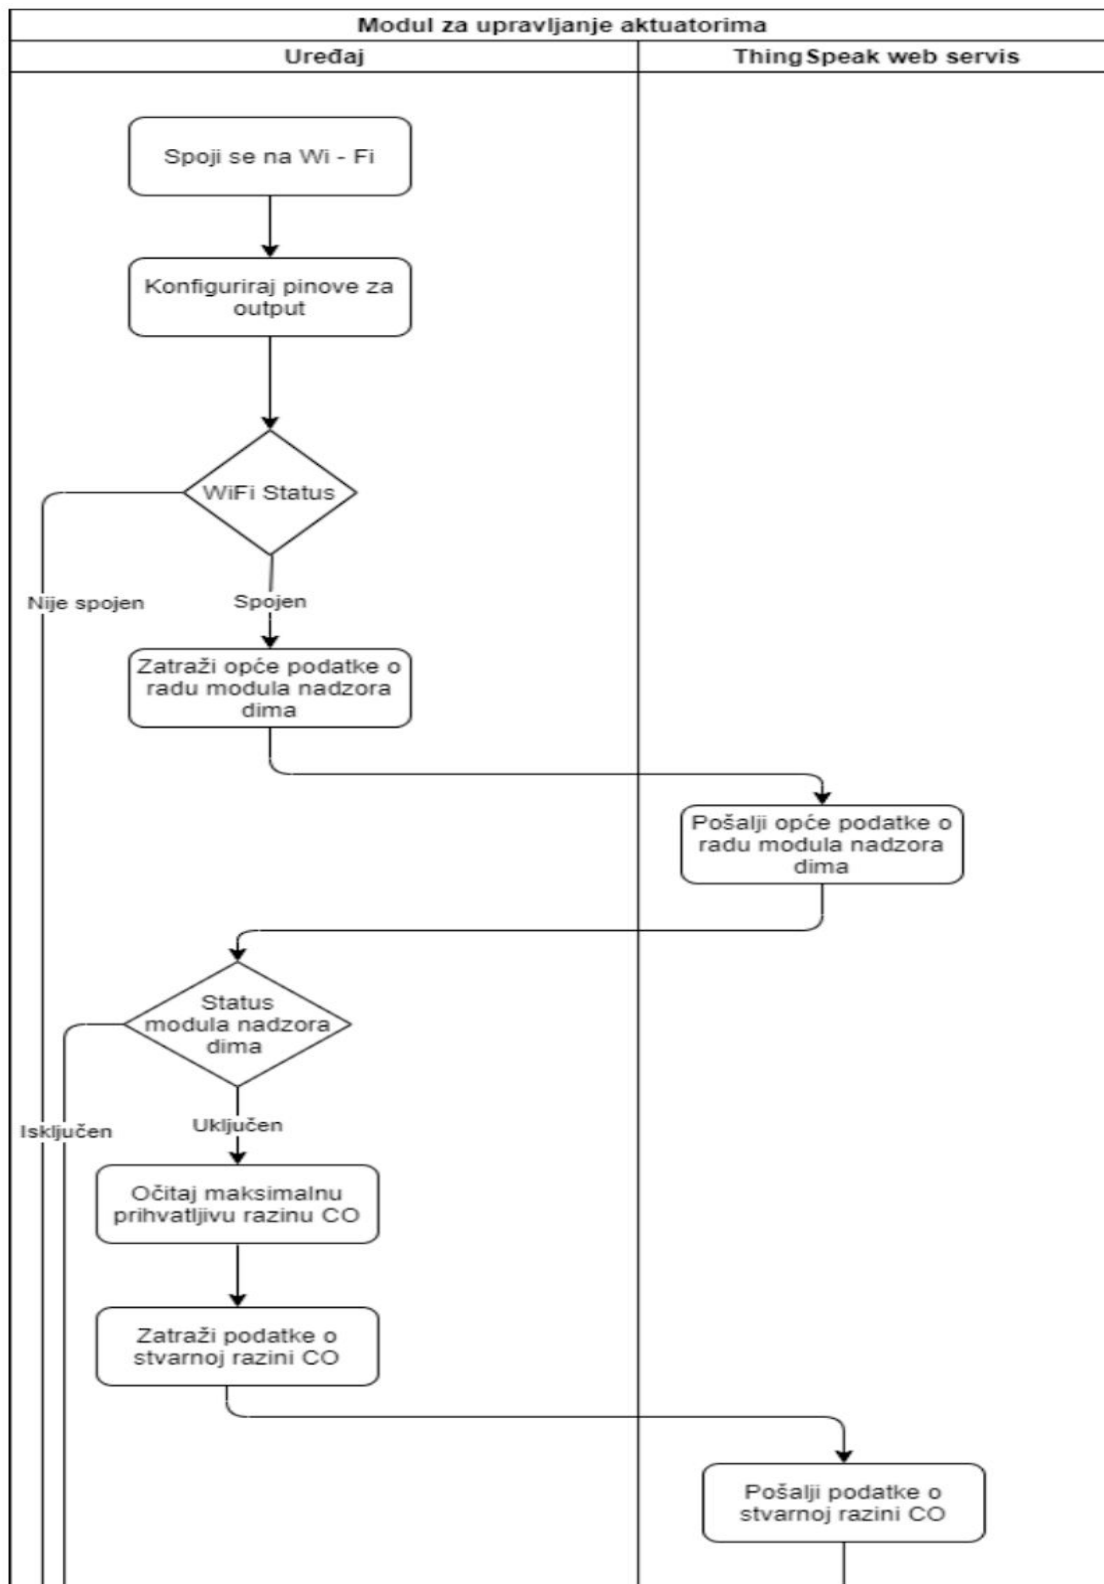 Modul za upravljanje aktuatorima
Uređaj
ThingSpeak web servis
Spoji se na Wi - Fi
Konfiguriraj pinove za
output
WiFi Status
Nije spojen
Spojen
Zatraži opće podatke o
radu modula nadzora
dima
Pošalji opće podatke o
radu modula nadzora
dima
Status
modula nadzora
dima
Isključen
Uključen
Očitaj maksimalnu
prihvatljivu razinu CO
Zatraži podatke o
stvarnoj razini CO
Pošalji podatke o
stvarnoj razini CO